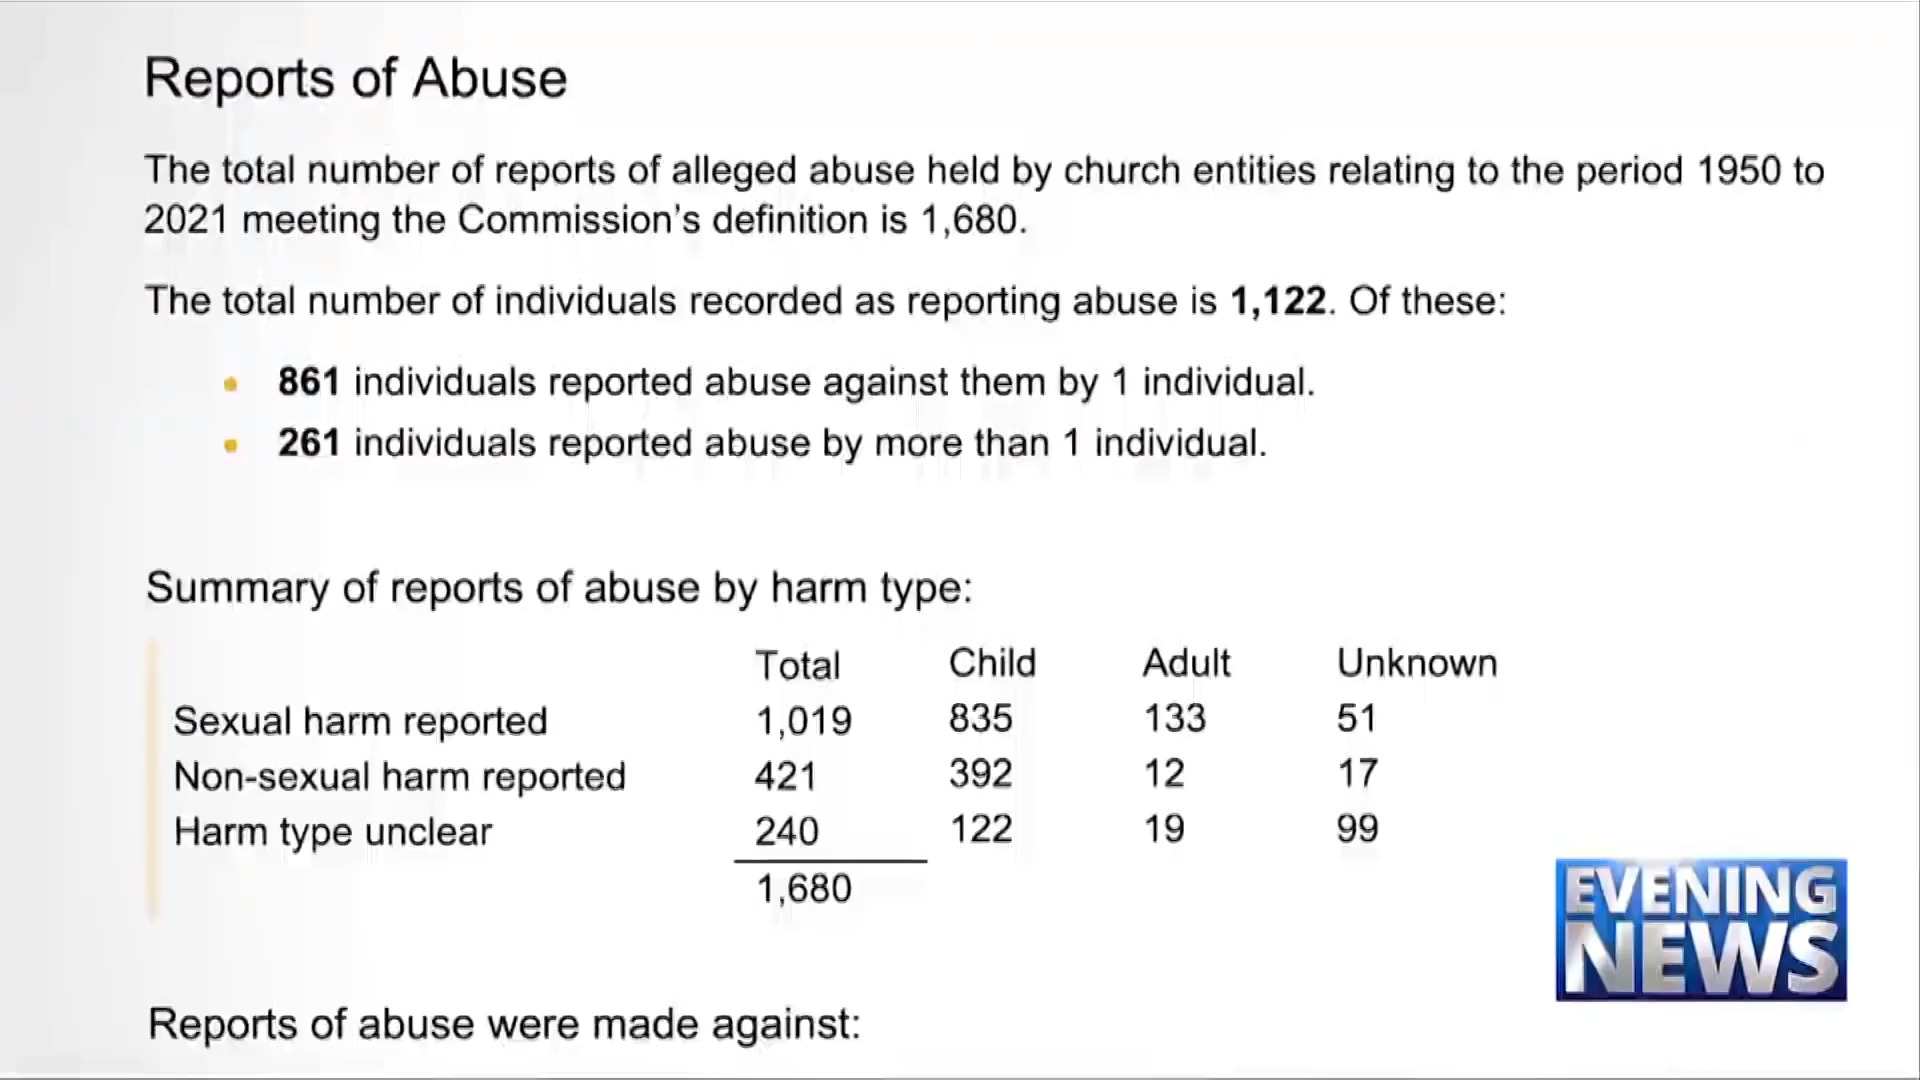 Reports of Abuse
The total number of reports of alleged abuse held by church entities relating to the period 1950 to
2021 meeting the Commission's definition is 1,680.
The total number of individuals recorded as reporting abuse is 1,122. Of these:
• 861 individuals reported abuse against them by 1 individual.
• 261 individuals reported abuse by more than 1 individual.
Summary of reports of abuse by harm type:
Total Child Adult Unknown
Sexual harm reported 1,019 835 133 51
Non-sexual harm reported 421 392 12 17
Harm type unclear 240 122 19 99
1,680
EVENING
NEWS
Reports of abuse were made against: